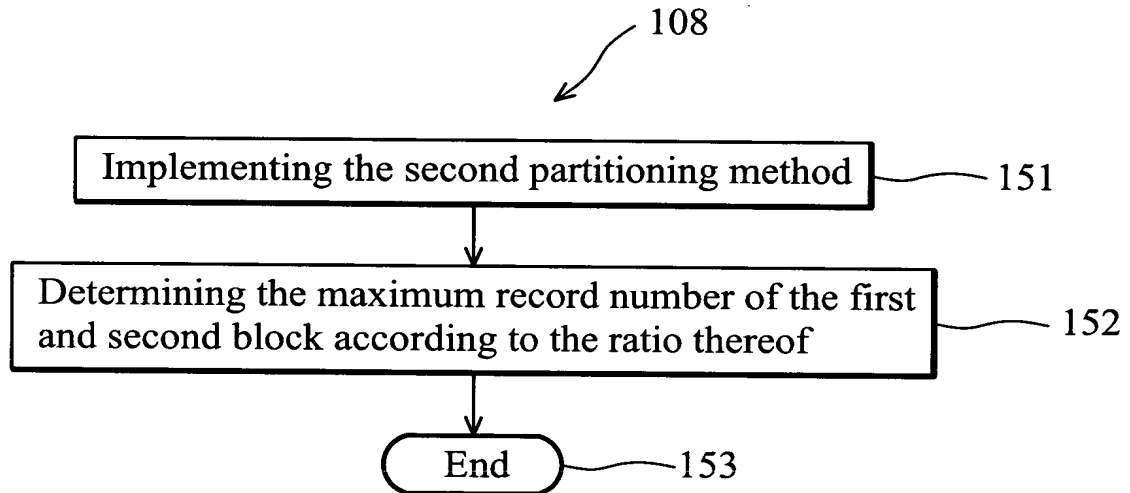 108
Implementing the second partitioning method
151
Determining the maximum record number of the first
and second block according to the ratio thereof
152
End
153